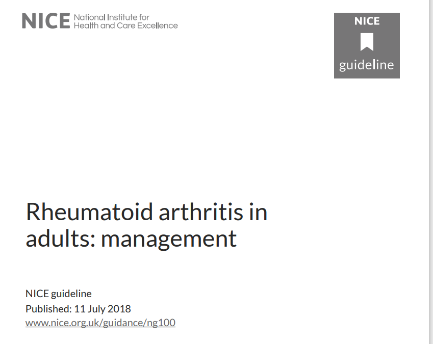 NICE National Institute for
Health and Care Excellence
NICE
guideline
Rheumatoid arthritis in
adults: management
NICE guideline
Published: 11 July 2018
www.nice.org.uk/guidance/ng100